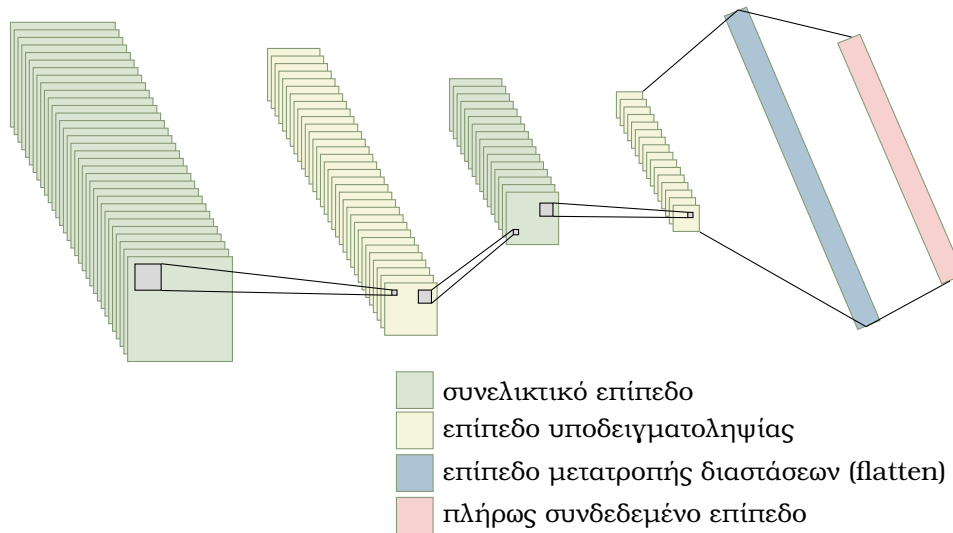 συνελικτικό επίπεδο
επίπεδο υποδειγματοληψίας
επίπεδο μετατροπής διαστάσεων (flatten)
πλήρως συνδεδεμένο επίπεδο